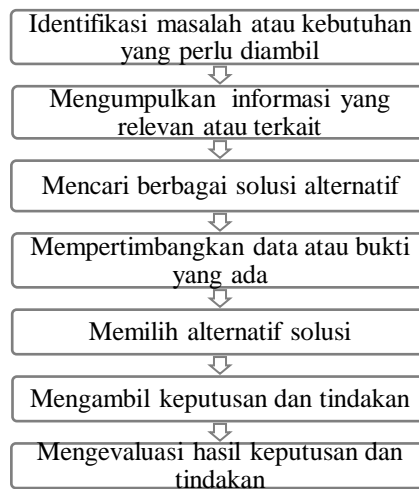 Identifikasi masalah atau kebutuhan
yang perlu diambil
Mengumpulkan informasi yang
relevan atau terkait
Mencari berbagai solusi alternatif
Mempertimbangkan data atau bukti
yang ada
Memilih alternatif solusi
Mengambil keputusan dan tindakan
Mengevaluasi hasil keputusan dan
tindakan